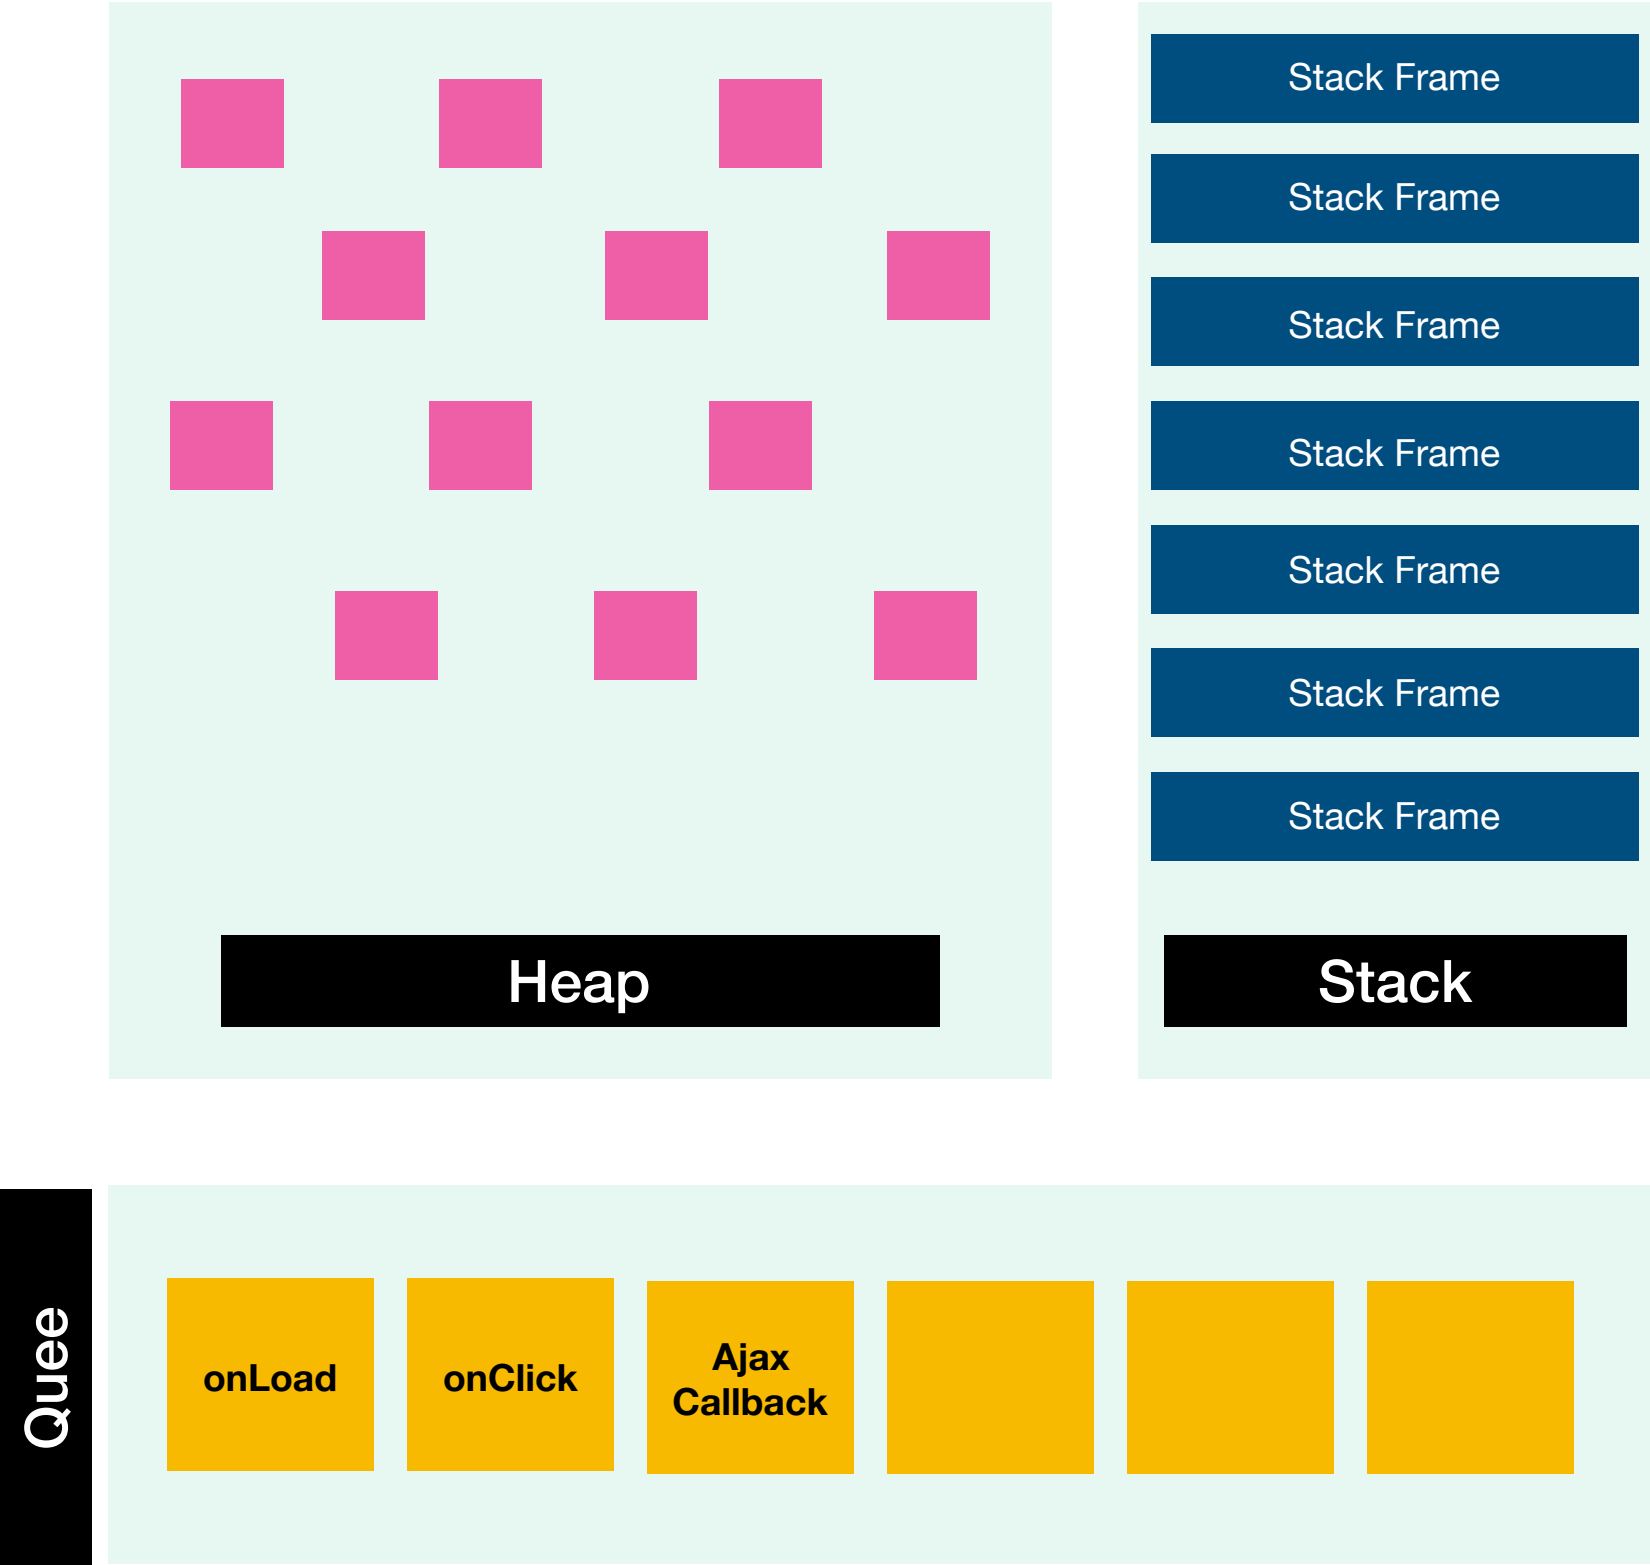 Stack Frame
Stack Frame
Stack Frame
Stack Frame
Stack Frame
Stack Frame
Stack Frame
Heap
Stack
Quee
onLoad
onClick
Ajax
Callback